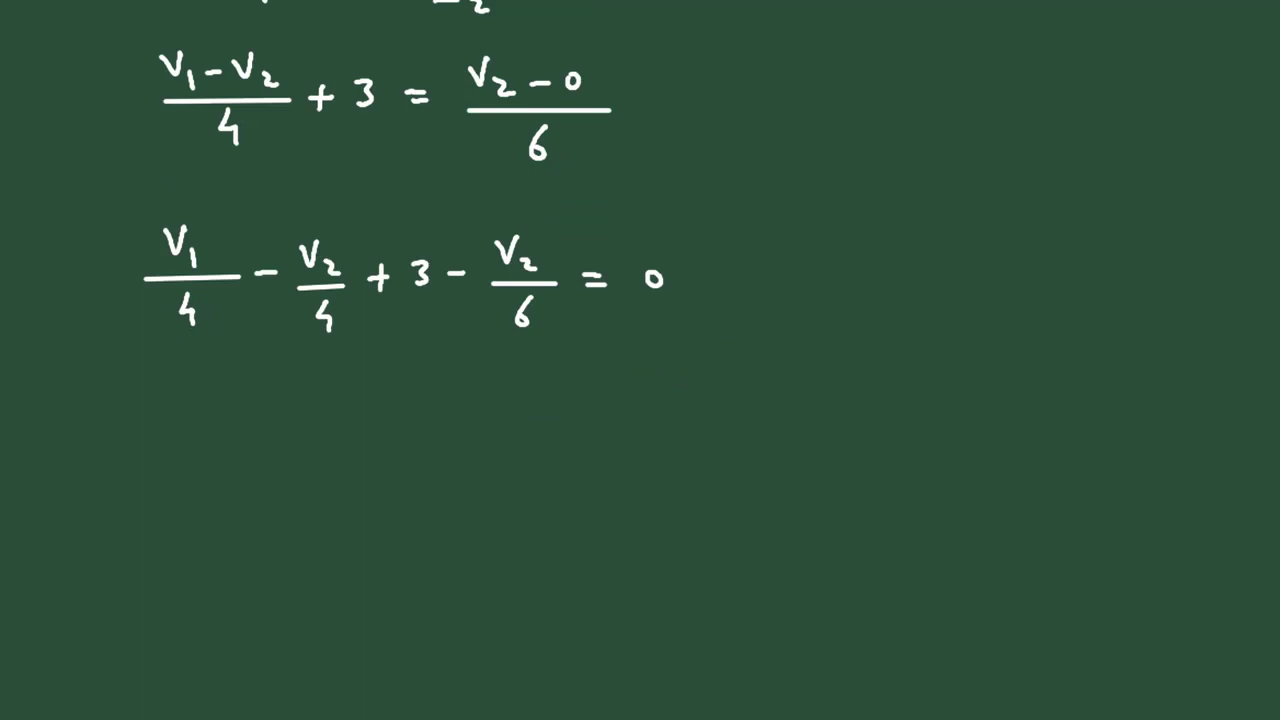 (V₁ - V₂)/4 + 3 = (V₂ - 0)/6
V₁/4 - V₂/4 + 3 - V₂/6 = 0